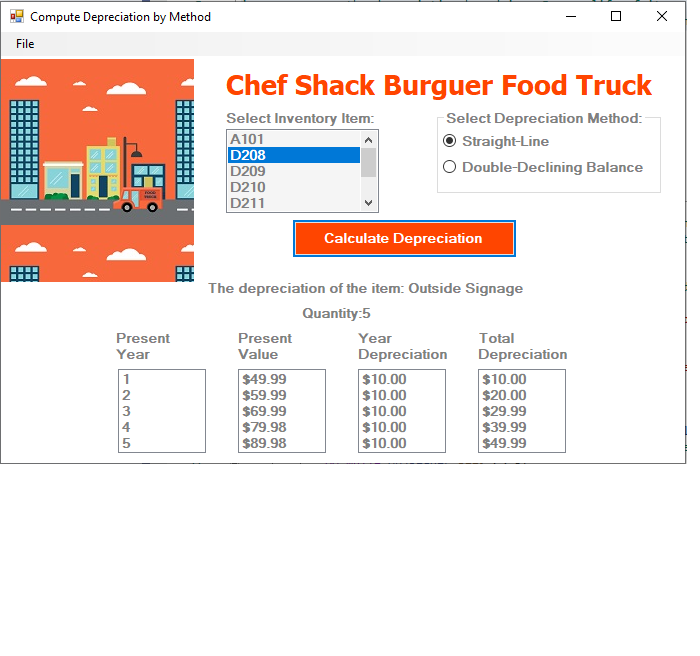 Compute Depreciation by Method
File
Chef Shack Burguer Food Truck
Select Inventory Item:
A101
D208
D209
D210
D211
Select Depreciation Method:
Straight-Line
Double-Declining Balance
Calculate Depreciation
The depreciation of the item: Outside Signage
Quantity:5
Present Year
1
2
3
4
5
Present Value
$49.99
$59.99
$69.99
$79.98
$89.98
Year Depreciation
$10.00
$10.00
$10.00
$10.00
$10.00
Total Depreciation
$10.00
$20.00
$29.99
$39.99
$49.99